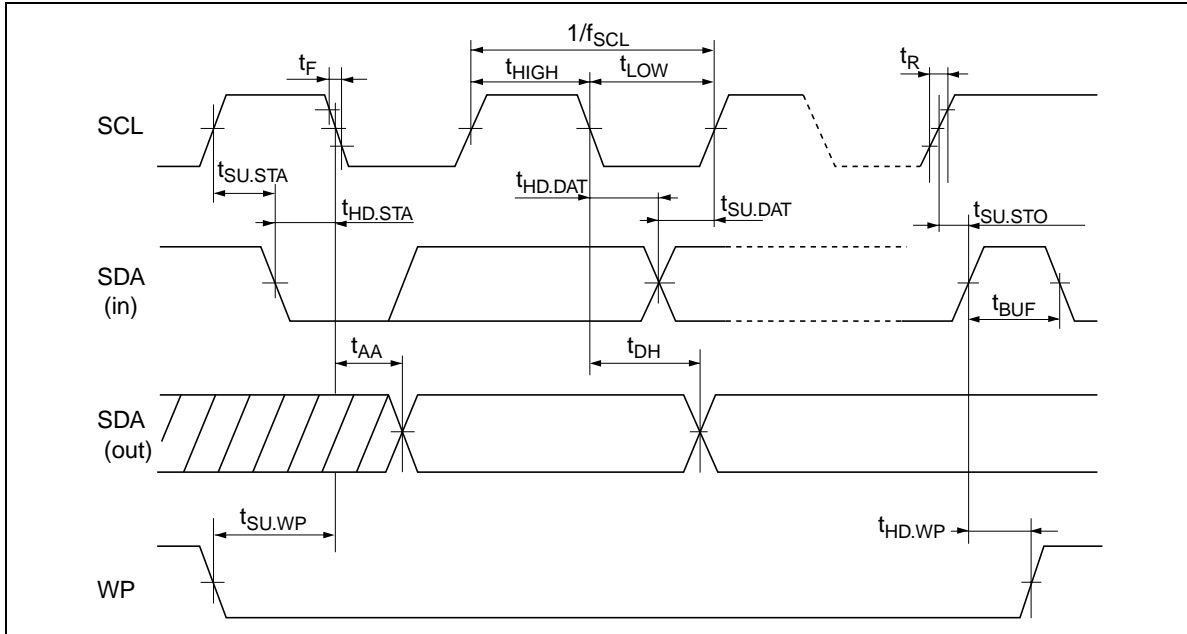 1/fSCL
tF
tHIGH
tLOW
tR
SCL
tSU.STA
tHD.STA
tHD.DAT
tSU.DAT
tSU.STO
SDA
(in)
tBUF
tAA
tDH
SDA
(out)
tSU.WP
tHD.WP
WP